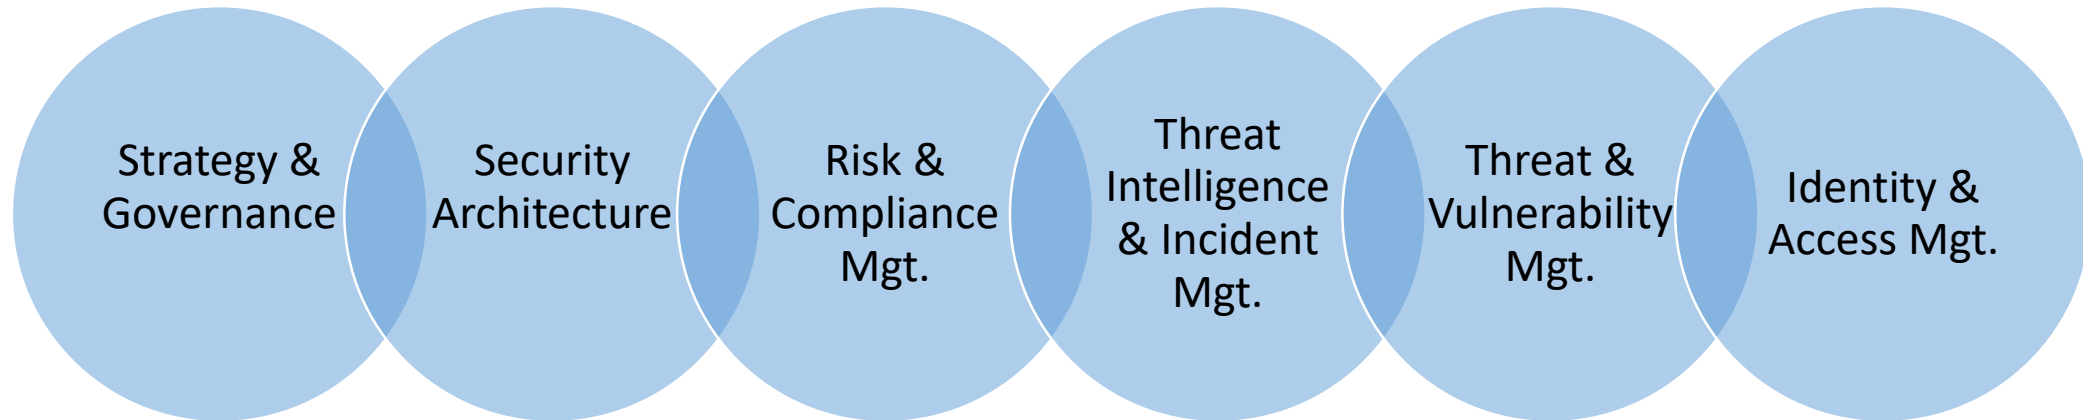 Strategy &
Governance
Security
Architecture
Risk &
Compliance
Mgt.
Threat
Intelligence
& Incident
Mgt.
Threat &
Vulnerability
Mgt.
Identity &
Access Mgt.